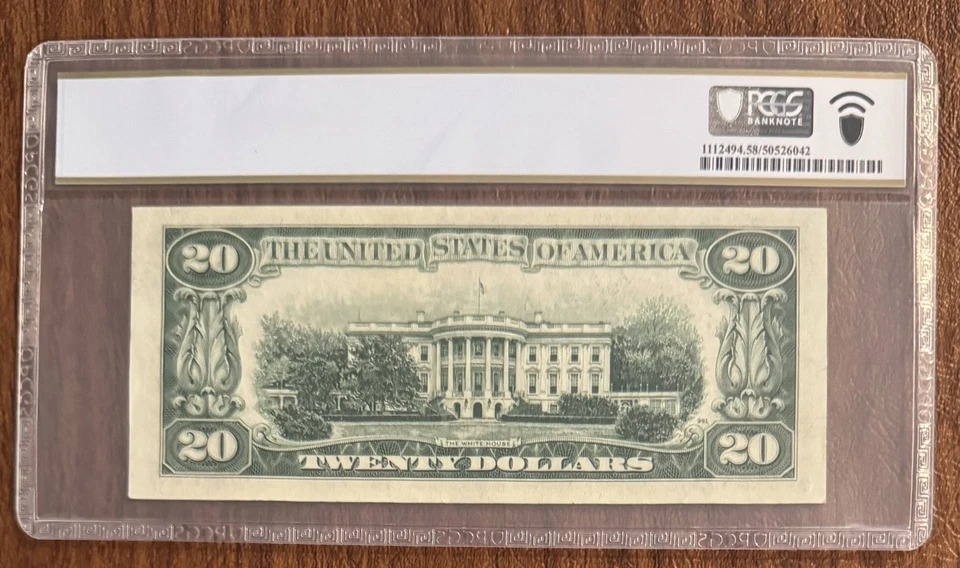 PCGS
BANKNOTE
1112494.58/50526042
20 THE UNITED STATES OF AMERICA 20
THE WHITE HOUSE
20 TWENTY DOLLARS 20